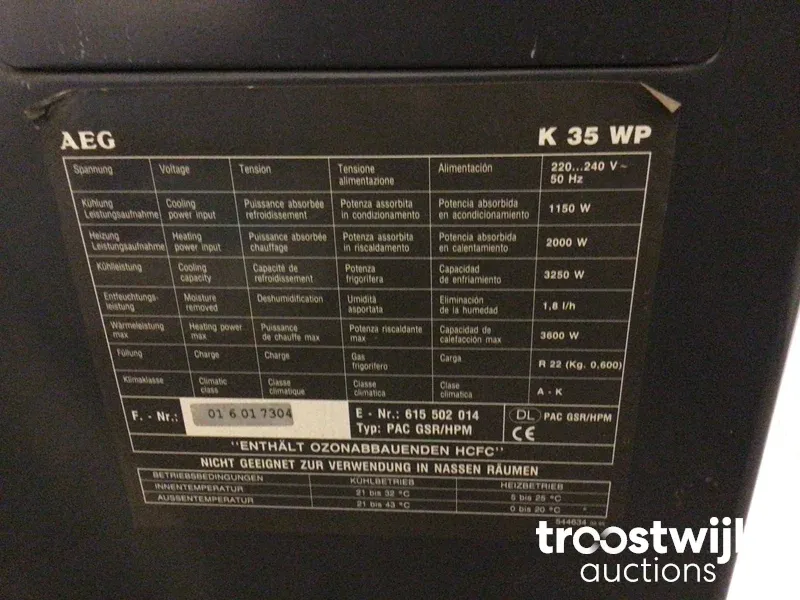 AEG K 35 WP
Spannung Voltage Tension Tensione alimentazione Alimentación 220...240 V ~ 50 Hz
Kühlung Leistungsaufnahme Cooling power input Puissance absorbée refroidissement Potenza assorbita in condizionamento Potencia absorbida en acondicionamiento 1150 W
Heizung Leistungsaufnahme Heating power input Puissance absorbée chauffage Potenza assorbita in riscaldamento Potencia absorbida en calentamiento 2000 W
Kühlleistung Cooling capacity Capacité de refroidissement Potenza frigorifera Capacidad de enfriamiento 3250 W
Entfeuchtungs-leistung Moisture removed Deshumidification Umidità asportata Eliminación de la humedad 1,8 l/h
Wärmeleistung max Heating power max Puissance de chauffe max Potenza riscaldante max Capacidad de calefacción max 3600 W
Füllung Charge Charge Gas frigorifero Carga R 22 (Kg. 0,600)
Klimaklasse Climatic class Classe climatique Classe climatica Clase climatica A - K
F. - Nr.: 01 6 01 7304 E - Nr.: 615 502 014 DL PAC GSR/HPM
Typ: PAC GSR/HPM CE
"ENTHÄLT OZONABBAUENDEN HCFC"
NICHT GEEIGNET ZUR VERWENDUNG IN NASSEN RÄUMEN
BETRIEBSBEDINGUNGEN KÜHLBETRIEB HEIZBETRIEB
INNENTEMPERATUR 21 bis 32 °C 5 bis 25 °C
AUSSENTEMPERATUR 21 bis 43 °C 0 bis 20 °C
544634
troostwijk
auctions